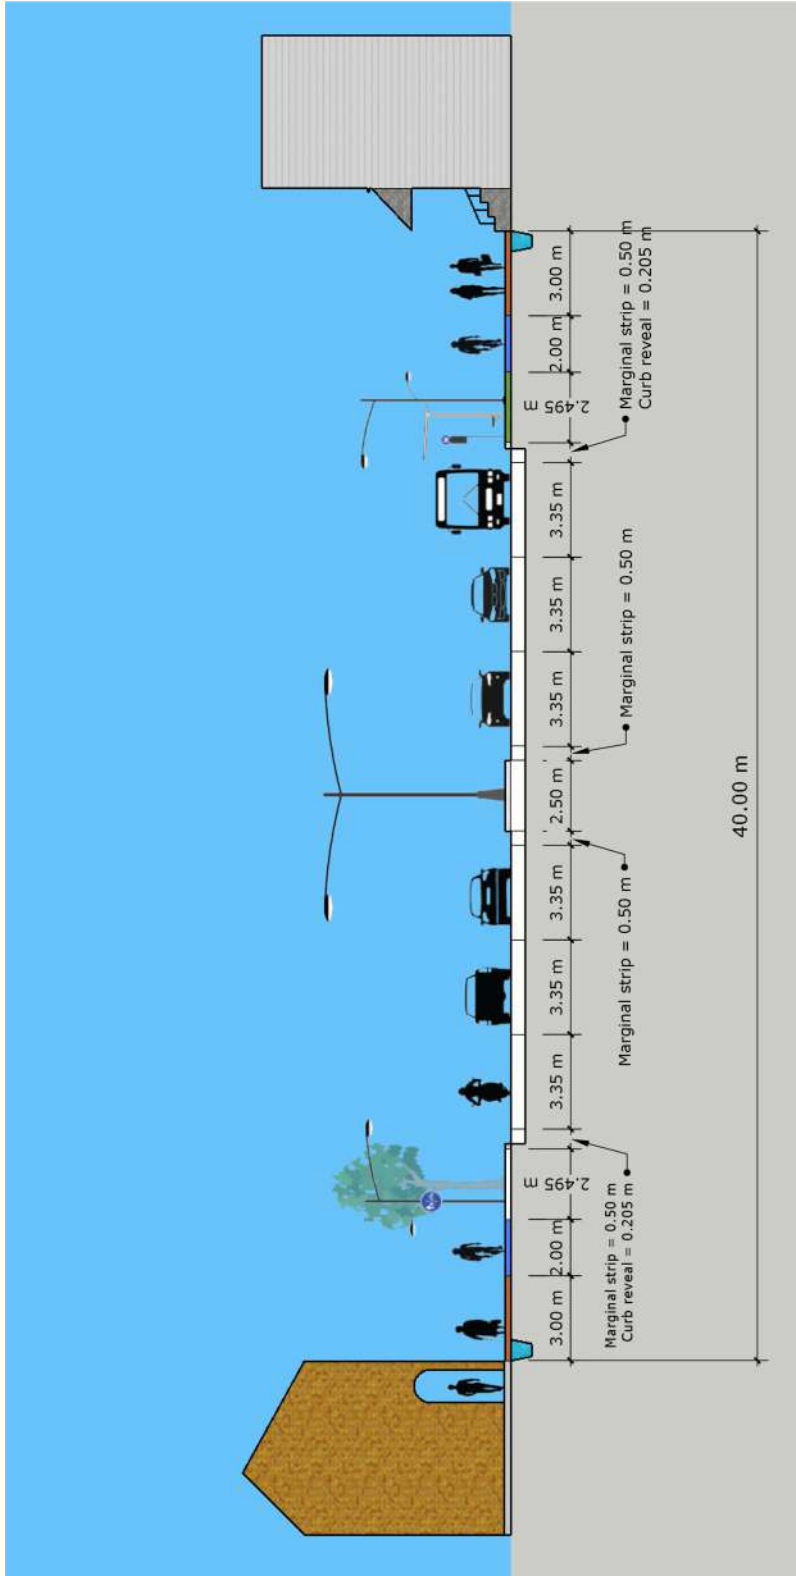 3.00 m
2.00 m
2.495 m
Marginal strip = 0.50 m
Curb reveal = 0.205 m
3.35 m
3.35 m
3.35 m
Marginal strip = 0.50 m
2.50 m
Marginal strip = 0.50 m
3.35 m
3.35 m
3.35 m
Marginal strip = 0.50 m
Curb reveal = 0.205 m
2.495 m
2.00 m
3.00 m
40.00 m